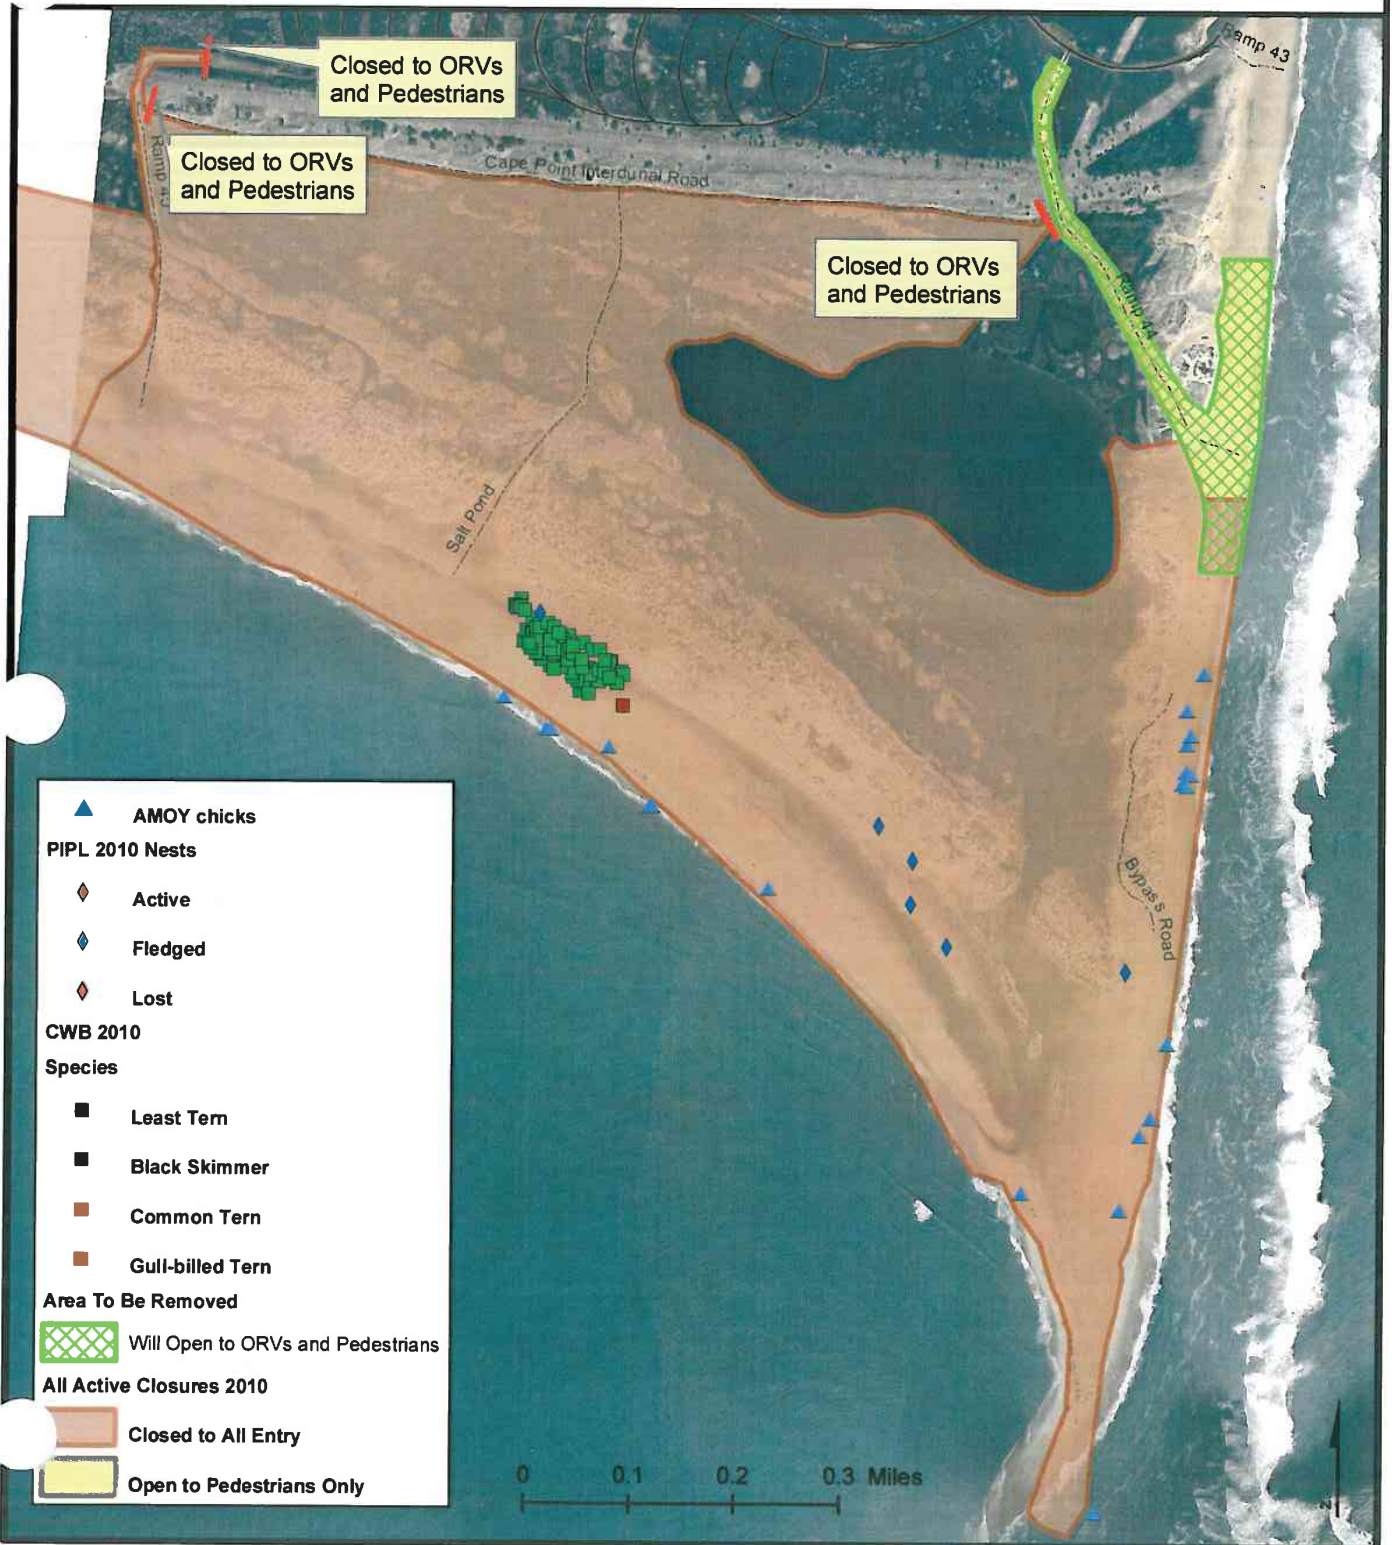 Ramp 43
Closed to ORVs
and Pedestrians
Closed to ORVs
and Pedestrians
Ramp 45
Cape Point Interdunal Road
Closed to ORVs
and Pedestrians
Ramp 44
Salt Pond
Bypass Road
AMOY chicks
PIPL 2010 Nests
Active
Fledged
Lost
CWB 2010
Species
Least Tern
Black Skimmer
Common Tern
Gull-billed Tern
Area To Be Removed
Will Open to ORVs and Pedestrians
All Active Closures 2010
Closed to All Entry
Open to Pedestrians Only
0 0.1 0.2 0.3 Miles
N